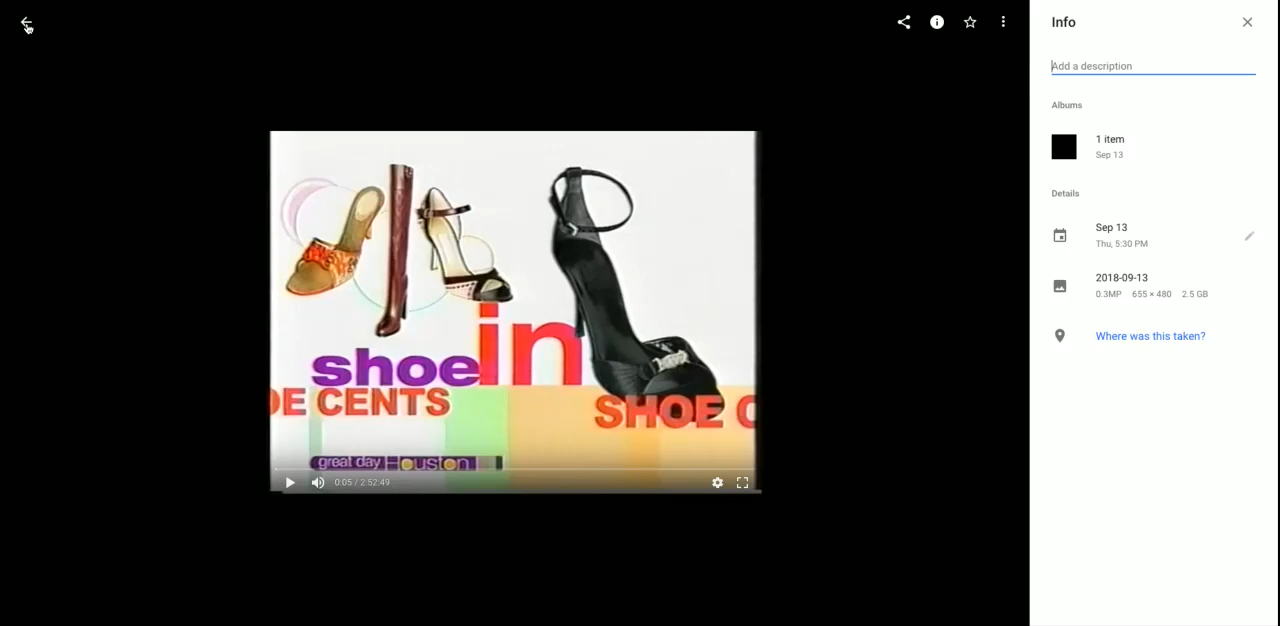 Info
Add a description
Albums
1 item
Sep 13
Details
Sep 13
Thu, 5:30 PM
2018-09-13
0.3MP 655 × 480 2.5 GB
Where was this taken?
shoe in
OE CENTS SHOE C
great day Houston
0:05 / 2:52:49